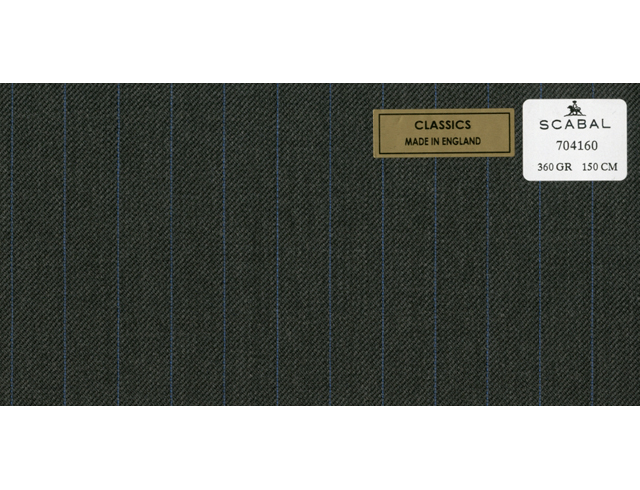 CLASSICS
MADE IN ENGLAND
SCABAL
704160
360 GR 150 CM